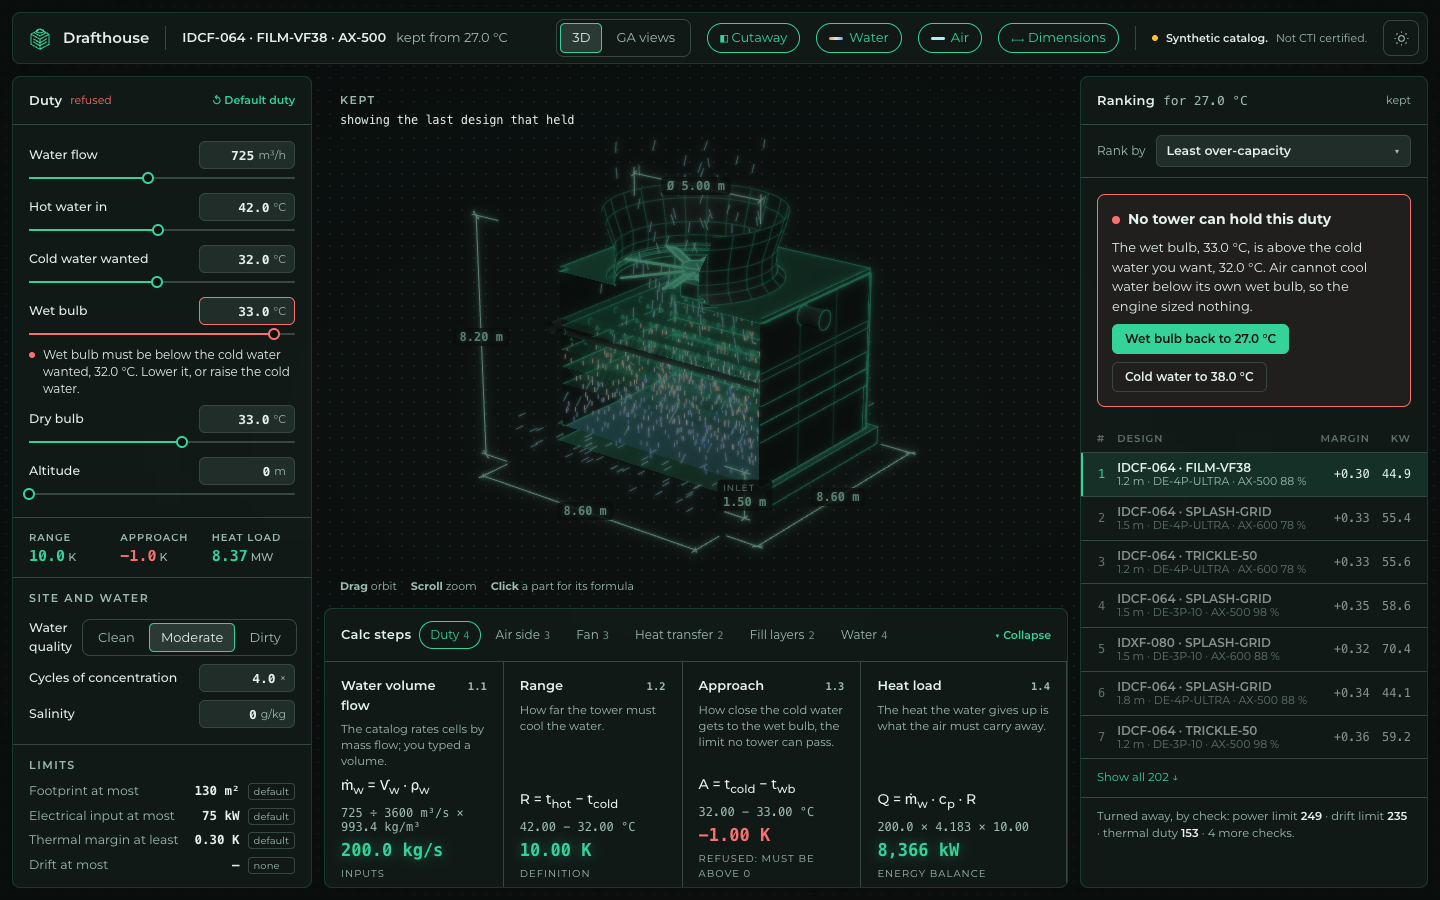 Drafthouse
IDCF-064 · FILM-VF38 · AX-500 kept from 27.0 °C
3D GA views
Cutaway
Water
Air
Dimensions
Synthetic catalog. Not CTI certified.
Duty refused
Default duty
Water flow 725 m³/h
Hot water in 42.0 °C
Cold water wanted 32.0 °C
Wet bulb 33.0 °C
Wet bulb must be below the cold water
wanted, 32.0 °C. Lower it, or raise the cold
water.
Dry bulb 33.0 °C
Altitude 0 m
RANGE APPROACH HEAT LOAD
10.0 K −1.0 K 8.37 MW
SITE AND WATER
Water
quality
Clean Moderate Dirty
Cycles of concentration 4.0 ×
Salinity 0 g/kg
LIMITS
Footprint at most 130 m² default
Electrical input at most 75 kW default
Thermal margin at least 0.30 K default
Drift at most – none
KEPT
showing the last design that held
Ø 5.00 m
8.20 m
INLET
1.50 m
8.60 m
8.60 m
Drag orbit Scroll zoom Click a part for its formula
Calc steps Duty 4 Air side 3 Fan 3 Heat transfer 2 Fill layers 2 Water 4 Collapse
Water volume
flow
1.1
The catalog rates cells by
mass flow; you typed a
volume.
ṁw = V̇w · ρw
725 ÷ 3600 m³/s ×
993.4 kg/m³
200.0 kg/s
INPUTS
Range 1.2
How far the tower must
cool the water.
R = thot − tcold
42.00 − 32.00 °C
10.00 K
DEFINITION
Approach 1.3
How close the cold water
gets to the wet bulb, the
limit no tower can pass.
A = tcold − twb
32.00 − 33.00 °C
−1.00 K
REFUSED: MUST BE
ABOVE 0
Heat load 1.4
The heat the water gives up is
what the air must carry away.
Q = ṁw · cp · R
200.0 × 4.183 × 10.00
8,366 kW
ENERGY BALANCE
Ranking for 27.0 °C kept
Rank by Least over-capacity
No tower can hold this duty
The wet bulb, 33.0 °C, is above the cold
water you want, 32.0 °C. Air cannot cool
water below its own wet bulb, so the
engine sized nothing.
Wet bulb back to 27.0 °C
Cold water to 38.0 °C
# DESIGN MARGIN KW
1 IDCF-064 · FILM-VF38 +0.30 44.9
1.2 m · DE-4P-ULTRA · AX-500 88 %
2 IDCF-064 · SPLASH-GRID +0.33 55.4
1.5 m · DE-4P-ULTRA · AX-600 78 %
3 IDCF-064 · TRICKLE-50 +0.33 55.6
1.2 m · DE-4P-ULTRA · AX-600 78 %
4 IDCF-064 · SPLASH-GRID +0.35 58.6
1.5 m · DE-3P-10 · AX-500 98 %
5 IDXF-080 · SPLASH-GRID +0.32 70.4
1.5 m · DE-3P-10 · AX-600 88 %
6 IDCF-064 · SPLASH-GRID +0.34 44.1
1.8 m · DE-4P-ULTRA · AX-500 88 %
7 IDCF-064 · TRICKLE-50 +0.36 59.2
1.2 m · DE-3P-10 · AX-500 98 %
Show all 202 ↓
Turned away, by check: power limit 249 · drift limit 235
· thermal duty 153 · 4 more checks.